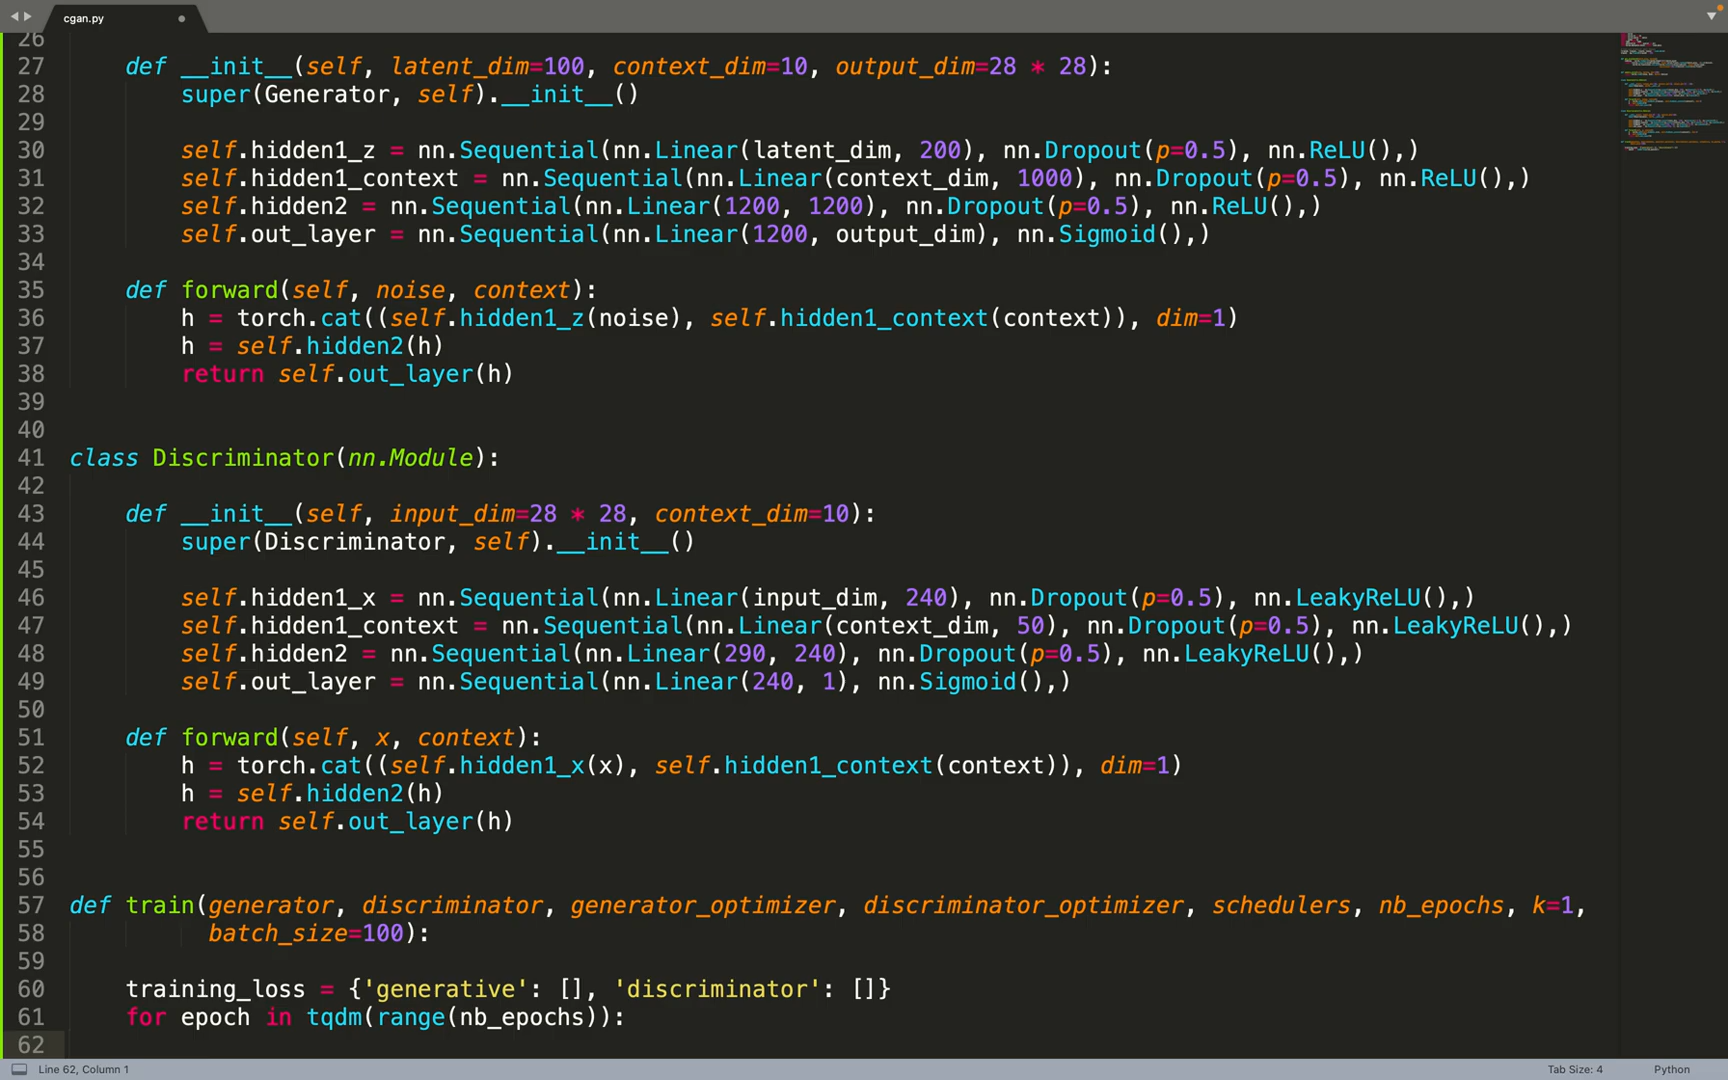 cgan.py
26
27 def __init__(self, latent_dim=100, context_dim=10, output_dim=28 * 28):
28 super(Generator, self).__init__()
29
30 self.hidden1_z = nn.Sequential(nn.Linear(latent_dim, 200), nn.Dropout(p=0.5), nn.ReLU(),)
31 self.hidden1_context = nn.Sequential(nn.Linear(context_dim, 1000), nn.Dropout(p=0.5), nn.ReLU(),)
32 self.hidden2 = nn.Sequential(nn.Linear(1200, 1200), nn.Dropout(p=0.5), nn.ReLU(),)
33 self.out_layer = nn.Sequential(nn.Linear(1200, output_dim), nn.Sigmoid(),)
34
35 def forward(self, noise, context):
36 h = torch.cat((self.hidden1_z(noise), self.hidden1_context(context)), dim=1)
37 h = self.hidden2(h)
38 return self.out_layer(h)
39
40
41 class Discriminator(nn.Module):
42
43 def __init__(self, input_dim=28 * 28, context_dim=10):
44 super(Discriminator, self).__init__()
45
46 self.hidden1_x = nn.Sequential(nn.Linear(input_dim, 240), nn.Dropout(p=0.5), nn.LeakyReLU(),)
47 self.hidden1_context = nn.Sequential(nn.Linear(context_dim, 50), nn.Dropout(p=0.5), nn.LeakyReLU(),)
48 self.hidden2 = nn.Sequential(nn.Linear(290, 240), nn.Dropout(p=0.5), nn.LeakyReLU(),)
49 self.out_layer = nn.Sequential(nn.Linear(240, 1), nn.Sigmoid(),)
50
51 def forward(self, x, context):
52 h = torch.cat((self.hidden1_x(x), self.hidden1_context(context)), dim=1)
53 h = self.hidden2(h)
54 return self.out_layer(h)
55
56
57 def train(generator, discriminator, generator_optimizer, discriminator_optimizer, schedulers, nb_epochs, k=1,
58 batch_size=100):
59
60 training_loss = {'generative': [], 'discriminator': []}
61 for epoch in tqdm(range(nb_epochs)):
62
Line 62, Column 1
Tab Size: 4
Python